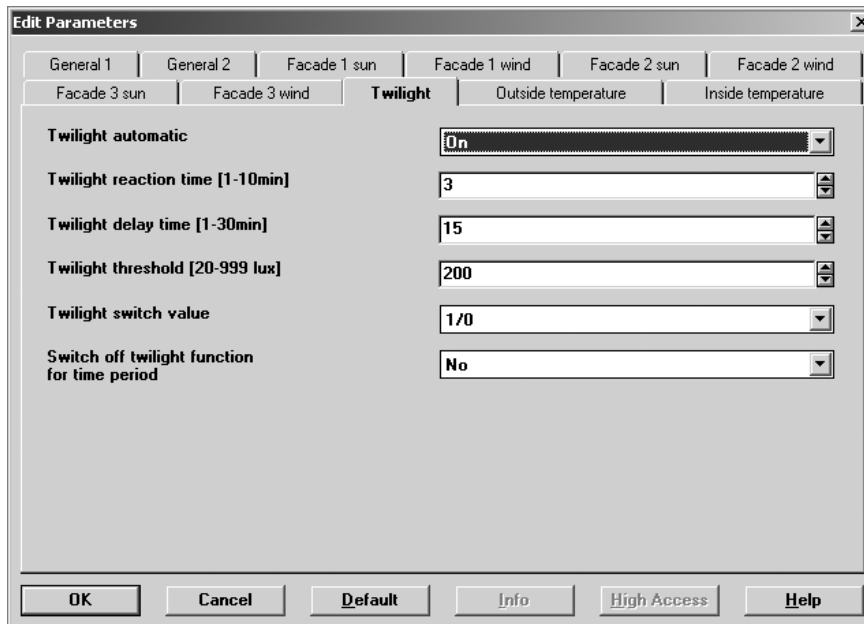 Edit Parameters
General 1 General 2 Facade 1 sun Facade 1 wind Facade 2 sun Facade 2 wind
Facade 3 sun Facade 3 wind Twilight Outside temperature Inside temperature
Twilight automatic On
Twilight reaction time [1-10min] 3
Twilight delay time [1-30min] 15
Twilight threshold [20-999 lux] 200
Twilight switch value 1/0
Switch off twilight function
for time period No
OK Cancel Default Info High Access Help